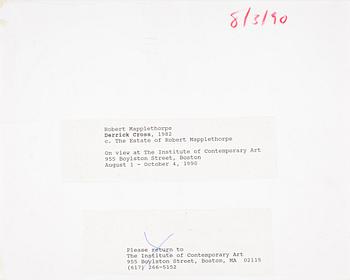 8/3/90
Robert Mapplethorpe
Derrick Cross, 1982
c. The Estate of Robert Mapplethorpe
On view at The Institute of Contemporary Art
955 Boylston Street, Boston
August 1 - October 4, 1990
Please return to
The Institute of Contemporary Art
955 Boylston Street, Boston, MA 02115
(617) 266-5152